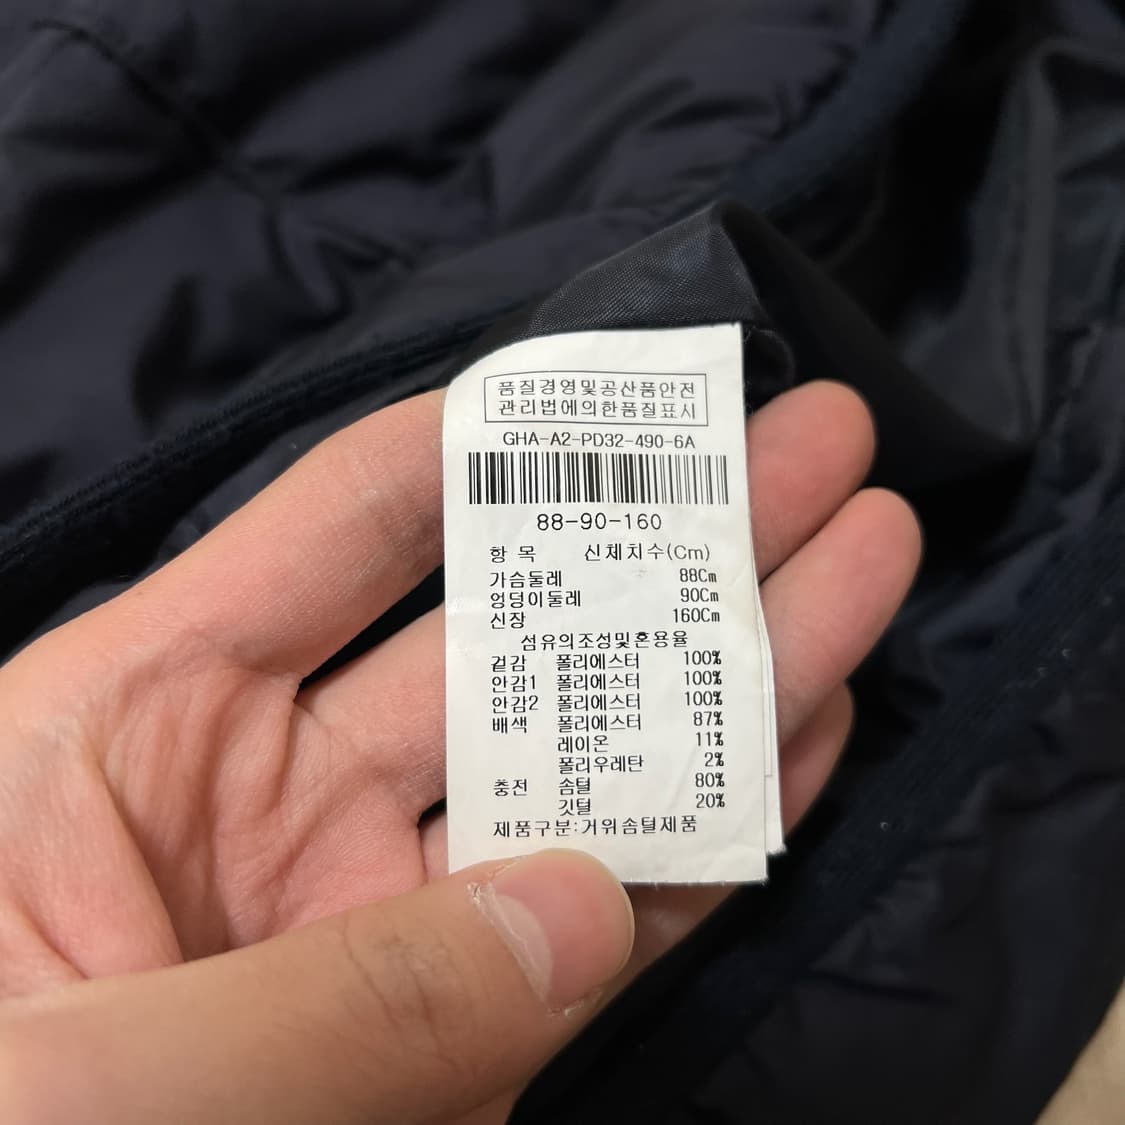 품질경영및공산품안전
관리법에의한품질표시
GHA-A2-PD32-490-6A
88-90-160
항 목 신체치수(Cm)
가슴둘레 88Cm
엉덩이둘레 90Cm
신장 160Cm
섬유의조성및혼용율
겉감 폴리에스터 100%
안감1 폴리에스터 100%
안감2 폴리에스터 100%
배색 폴리에스터 87%
레이온 11%
폴리우레탄 2%
충전 솜털 80%
깃털 20%
제품구분:거위솜털제품